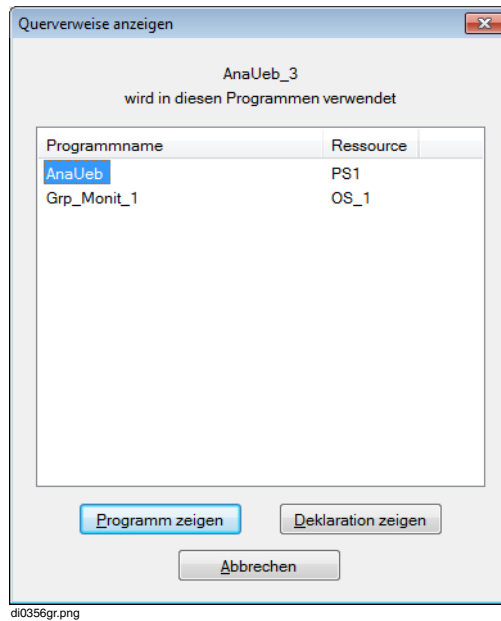 Querverweise anzeigen
AnaUeb_3
wird in diesen Programmen verwendet
Programmname Ressource
AnaUeb PS1
Grp_Monit_1 OS_1
Programm zeigen Deklaration zeigen
Abbrechen
di0356gr.png